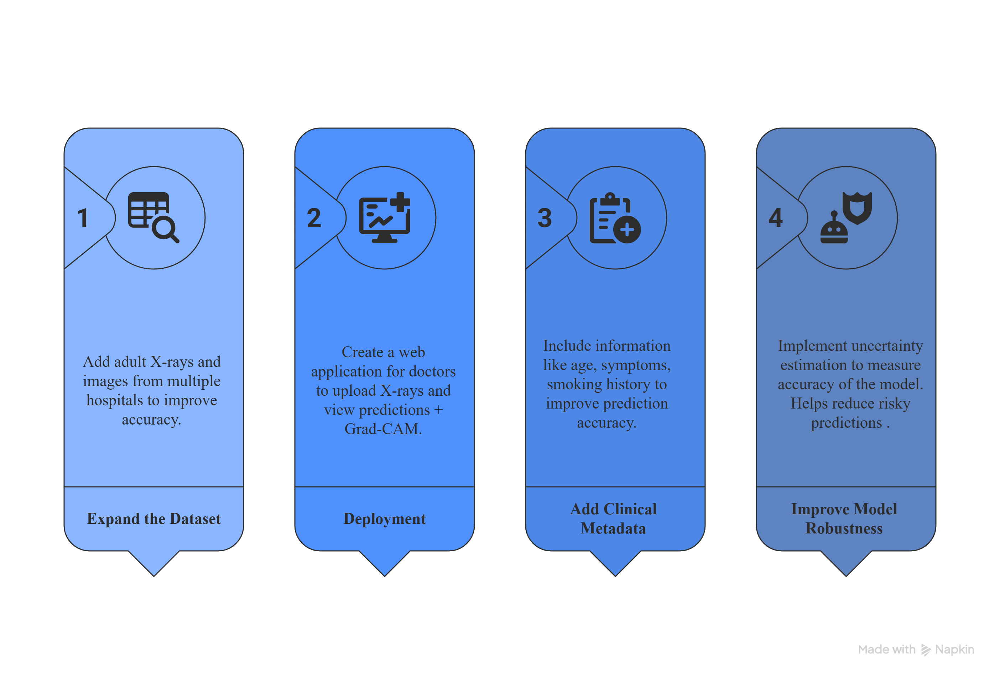 1
Add adult X-rays and
images from multiple
hospitals to improve
accuracy.
Expand the Dataset
2
Create a web
application for doctors
to upload X-rays and
view predictions +
Grad-CAM.
Deployment
3
Include information
like age, symptoms,
smoking history to
improve prediction
accuracy.
Add Clinical
Metadata
4
Implement uncertainty
estimation to measure
accuracy of the model.
Helps reduce risky
predictions .
Improve Model
Robustness
Made with Napkin